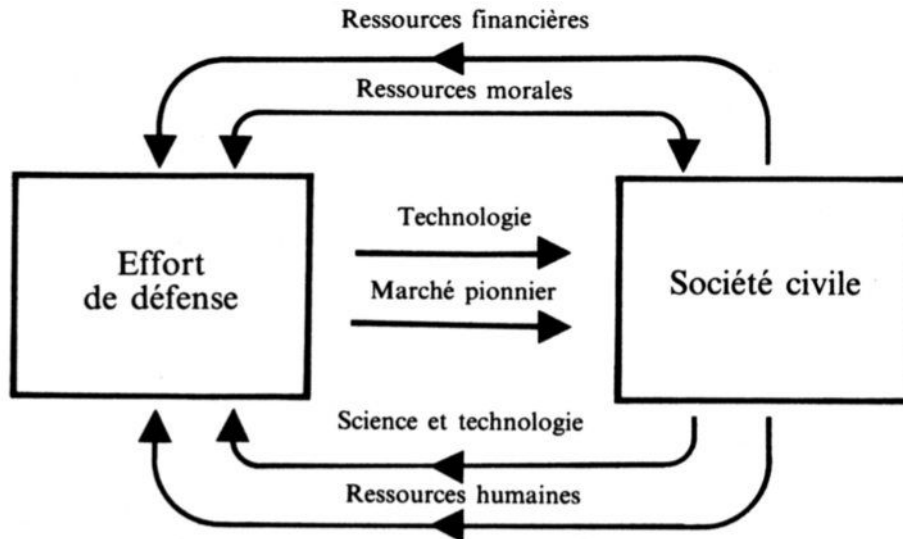 Ressources financières
Ressources morales
Technologie
Effort
de défense
Marché pionnier
Société civile
Science et technologie
Ressources humaines